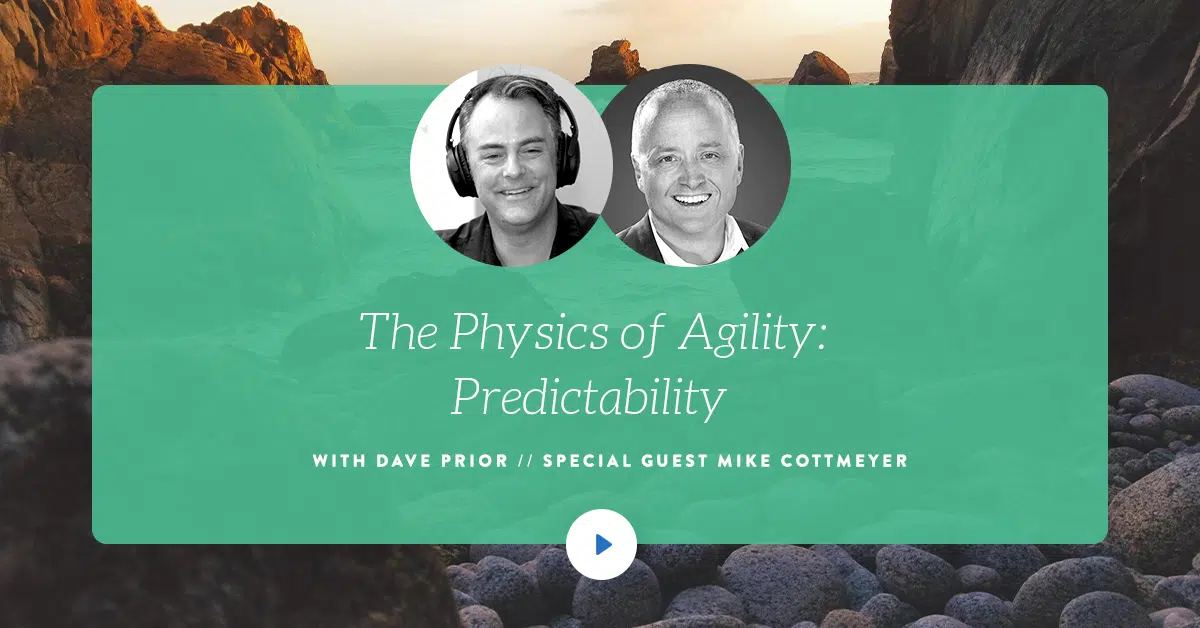 The Physics of Agility:
Predictability
WITH DAVE PRIOR // SPECIAL GUEST MIKE COTTMEYER